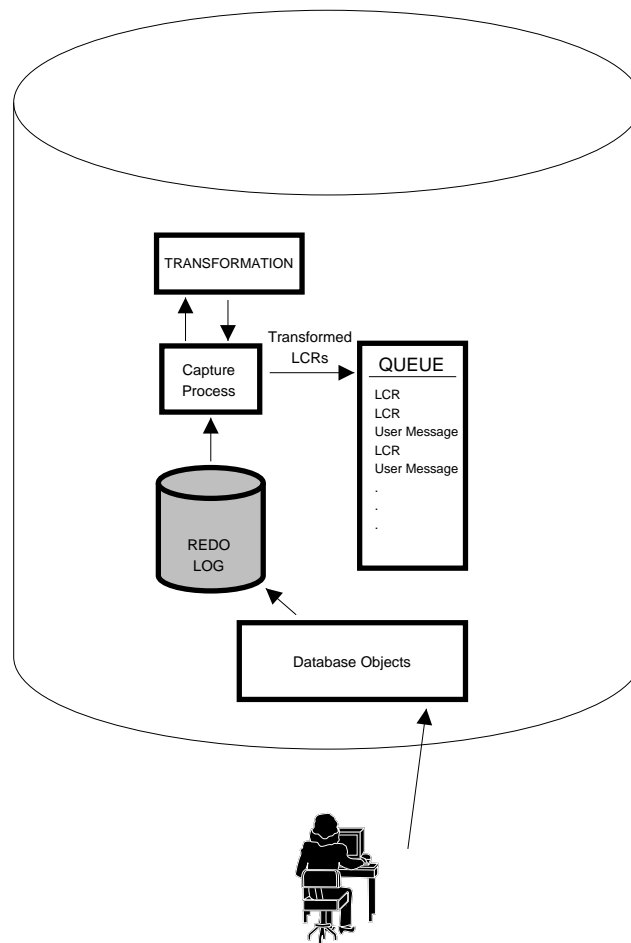 TRANSFORMATION
Transformed
LCRs
Capture
Process
QUEUE
LCR
LCR
User Message
LCR
User Message
.
.
.
REDO
LOG
Database Objects